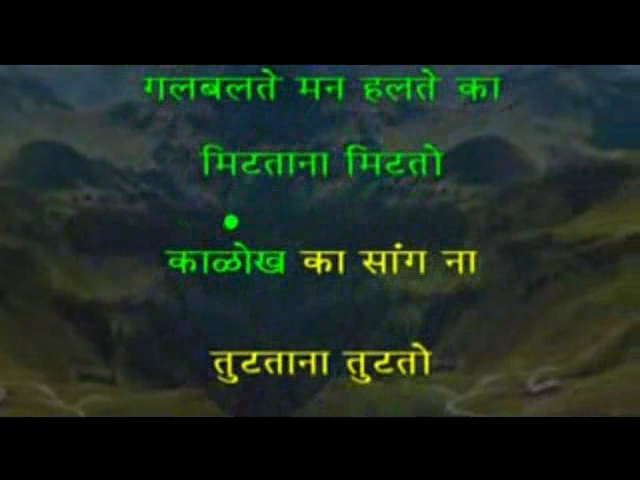 गलबलते मन हलते का
मिटताना मिटतो
काळोख का सांग ना
तुटताना तुटतो